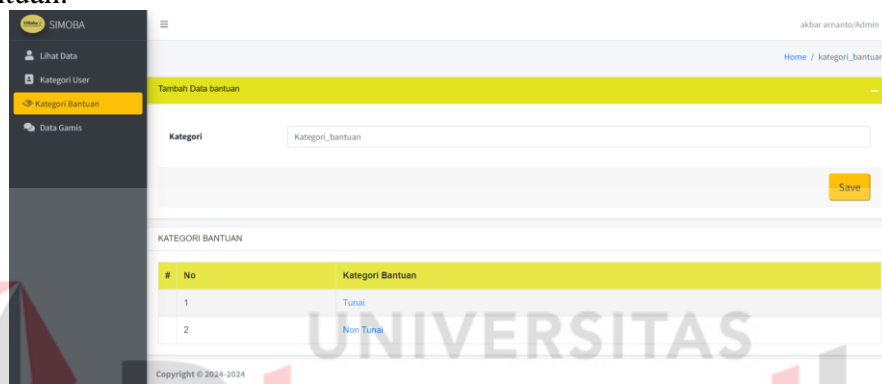 SIMOBA
akbar arnanto/Admin
Lihat Data
Home / kategori_bantuan
Kategori User
Tambah Data bantuan
Kategori Bantuan
Data Gamis
Kategori
Kategori_bantuan
Save
KATEGORI BANTUAN
# No Kategori Bantuan
1 Tunai
2 Non Tunai
UNIVERSITAS
Copyright © 2024-2024